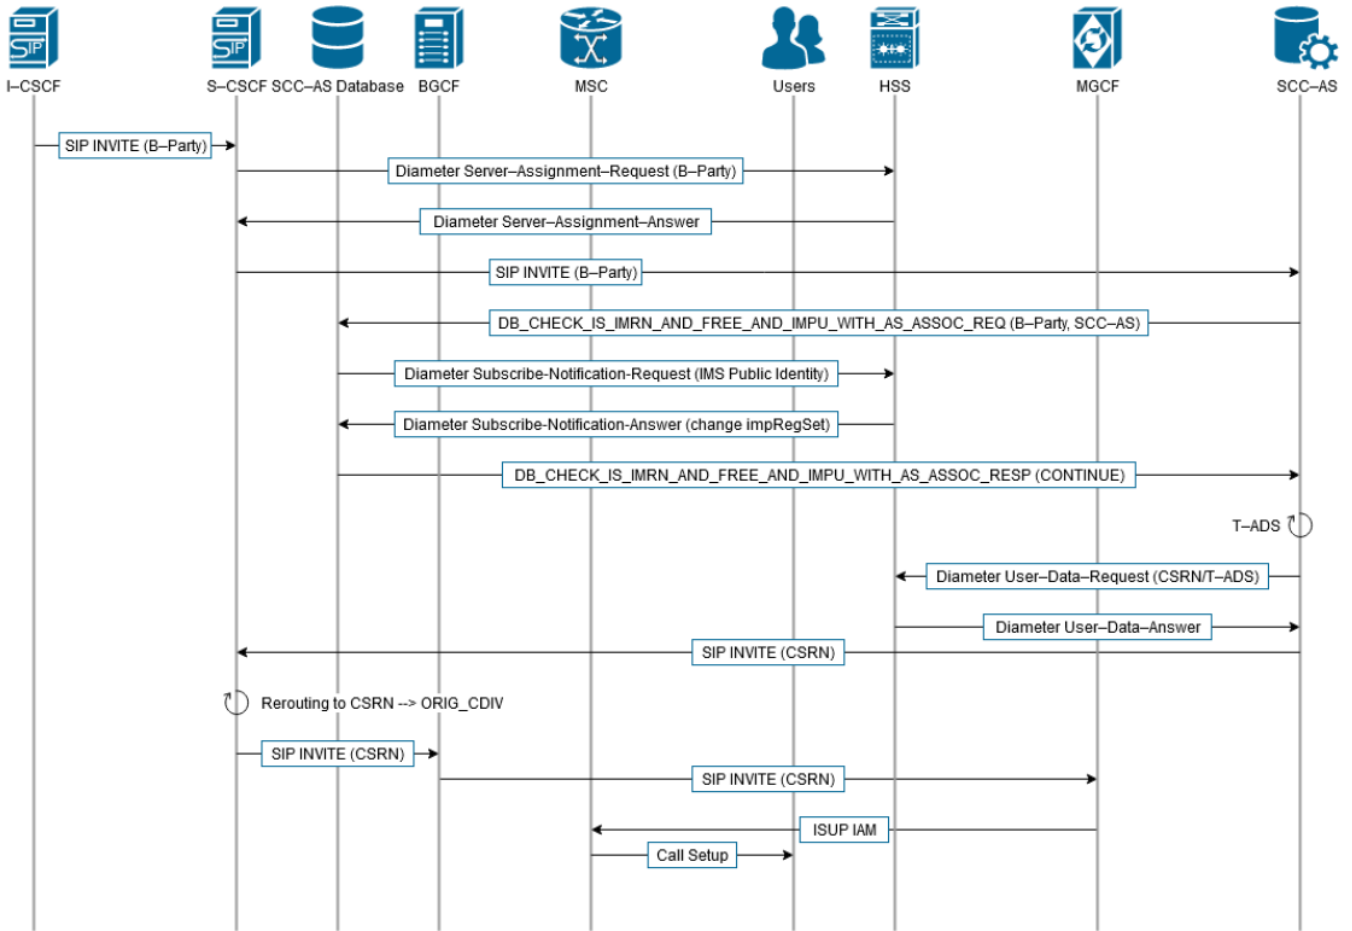 SIP
SIP
I–CSCF
S–CSCF
SCC–AS Database
BGCF
MSC
Users
HSS
MGCF
SCC–AS
SIP INVITE (B–Party)
Diameter Server–Assignment–Request (B–Party)
Diameter Server–Assignment–Answer
SIP INVITE (B–Party)
DB_CHECK_IS_IMRN_AND_FREE_AND_IMPU_WITH_AS_ASSOC_REQ (B–Party, SCC–AS)
Diameter Subscribe-Notification-Request (IMS Public Identity)
Diameter Subscribe-Notification-Answer (change impRegSet)
DB_CHECK_IS_IMRN_AND_FREE_AND_IMPU_WITH_AS_ASSOC_RESP (CONTINUE)
T–ADS
Diameter User–Data–Request (CSRN/T–ADS)
Diameter User–Data–Answer
SIP INVITE (CSRN)
Rerouting to CSRN --> ORIG_CDIV
SIP INVITE (CSRN)
SIP INVITE (CSRN)
ISUP IAM
Call Setup